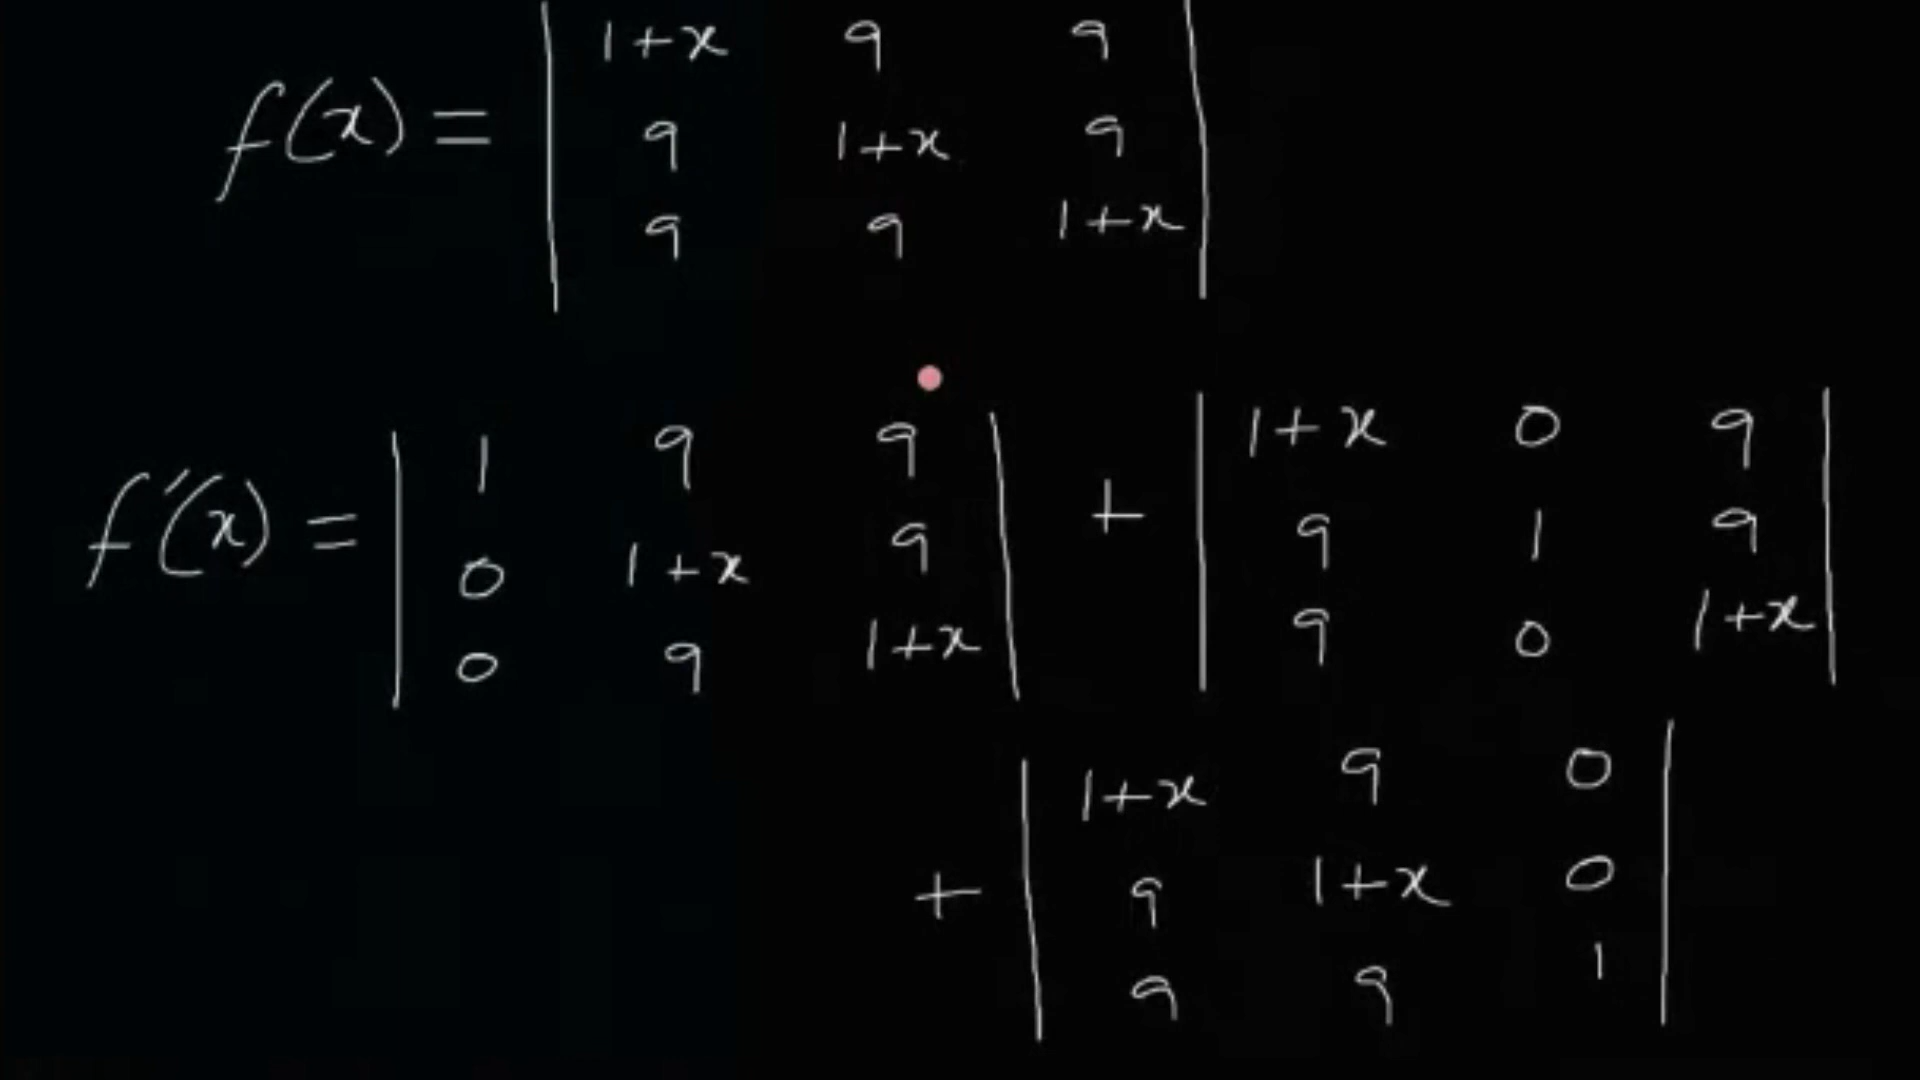 f(x) = | 1+x 9 9 |
| 9 1+x 9 |
| 9 9 1+x |
f'(x) = | 1 9 9 | + | 1+x 0 9 |
| 0 1+x 9 | | 9 1 9 |
| 0 9 1+x | | 9 0 1+x |
+ | 1+x 9 0 |
| 9 1+x 0 |
| 9 9 1 |